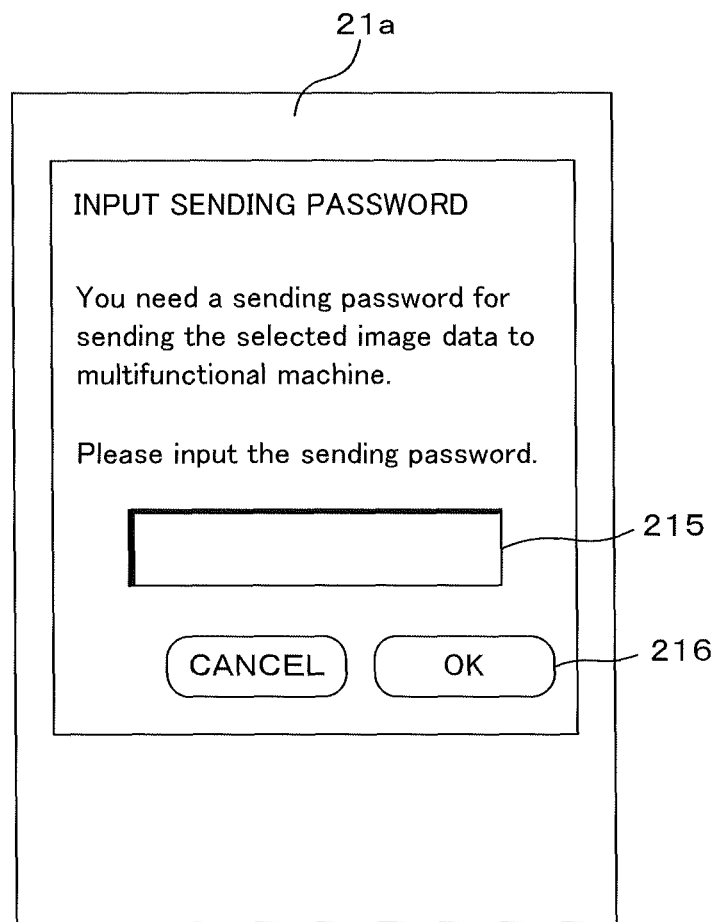 21a
INPUT SENDING PASSWORD
You need a sending password for
sending the selected image data to
multifunctional machine.
Please input the sending password.
215
CANCEL
OK
216